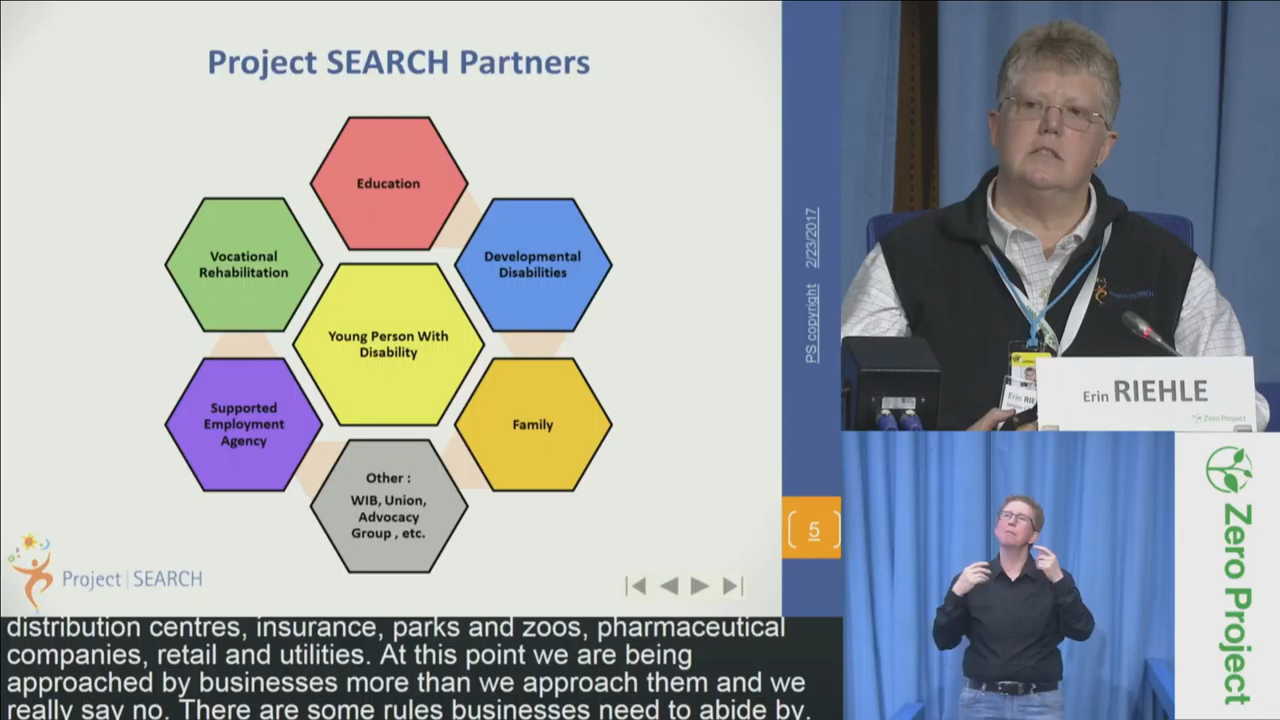 Project SEARCH Partners
Education
Vocational
Rehabilitation
Developmental
Disabilities
Young Person With
Disability
Supported
Employment
Agency
Family
Other :
WIB, Union,
Advocacy
Group , etc.
Project | SEARCH
PS copyright 2/23/2017
5
distribution centres, insurance, parks and zoos, pharmaceutical
companies, retail and utilities. At this point we are being
approached by businesses more than we approach them and we
really say no. There are some rules businesses need to abide by.
Erin RIEHLE
Zero Project
Zero Project